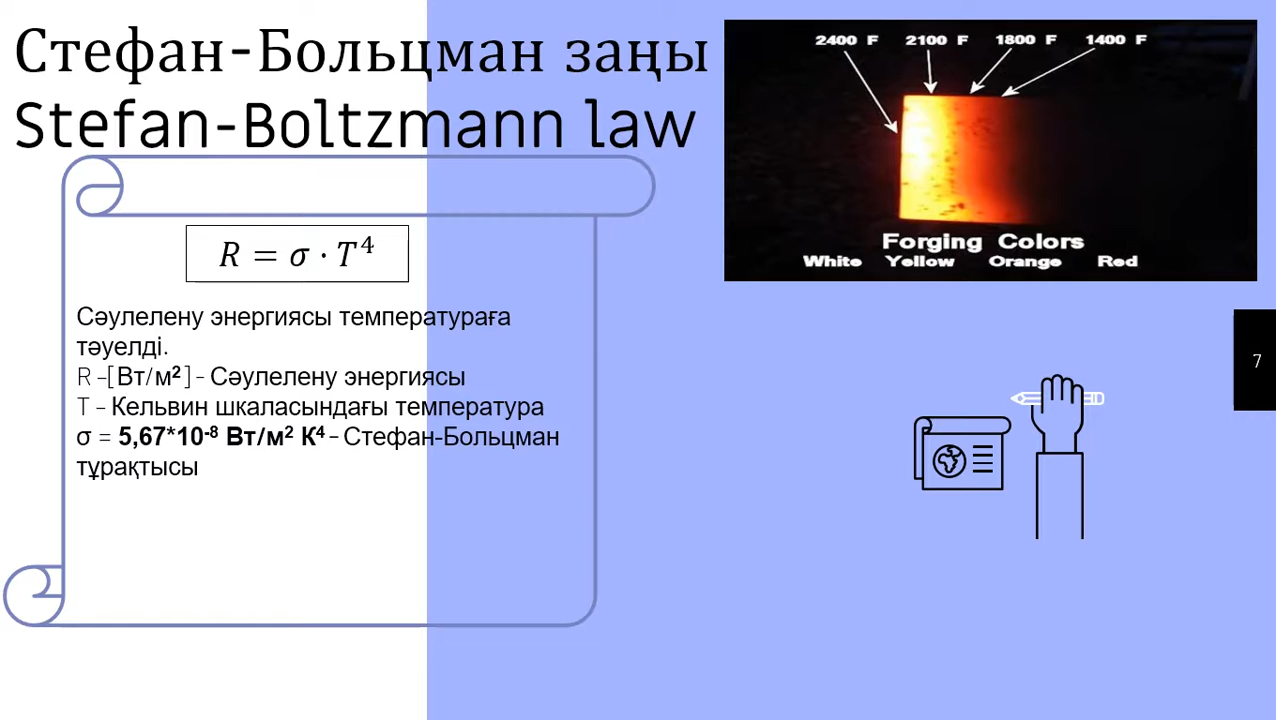 Стефан-Больцман заңы
Stefan-Boltzmann law
R = σ · T⁴
Сәулелену энергиясы температураға
тәуелді.
R -[Вт/м²] - Сәулелену энергиясы
T - Кельвин шкаласындағы температура
σ = 5,67*10⁻⁸ Вт/м² К⁴ - Стефан-Больцман
тұрақтысы
2400 F 2100 F 1800 F 1400 F
Forging Colors
White Yellow Orange Red
7